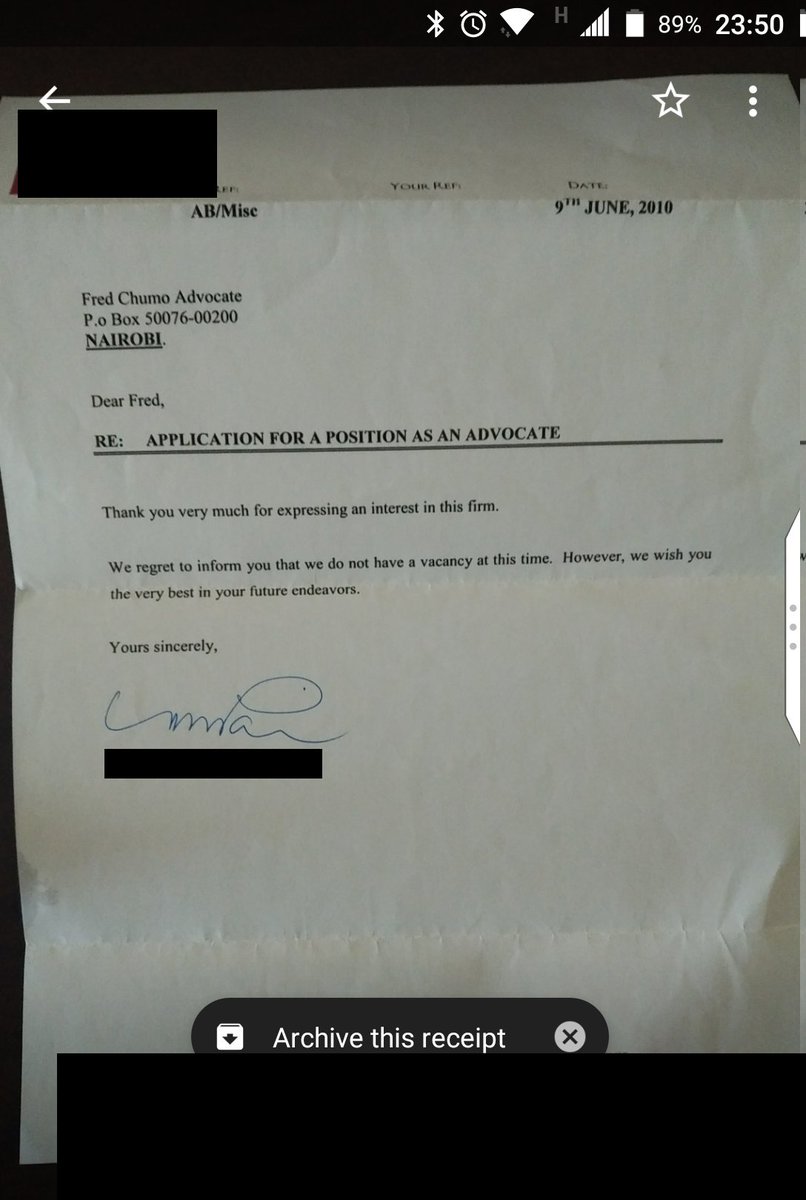 H 89% 23:50
REF: YOUR REF: DATE:
AB/Misc 9TH JUNE, 2010
Fred Chumo Advocate
P.o Box 50076-00200
NAIROBI.
Dear Fred,
RE: APPLICATION FOR A POSITION AS AN ADVOCATE
Thank you very much for expressing an interest in this firm.
We regret to inform you that we do not have a vacancy at this time. However, we wish you
the very best in your future endeavors.
Yours sincerely,
Archive this receipt